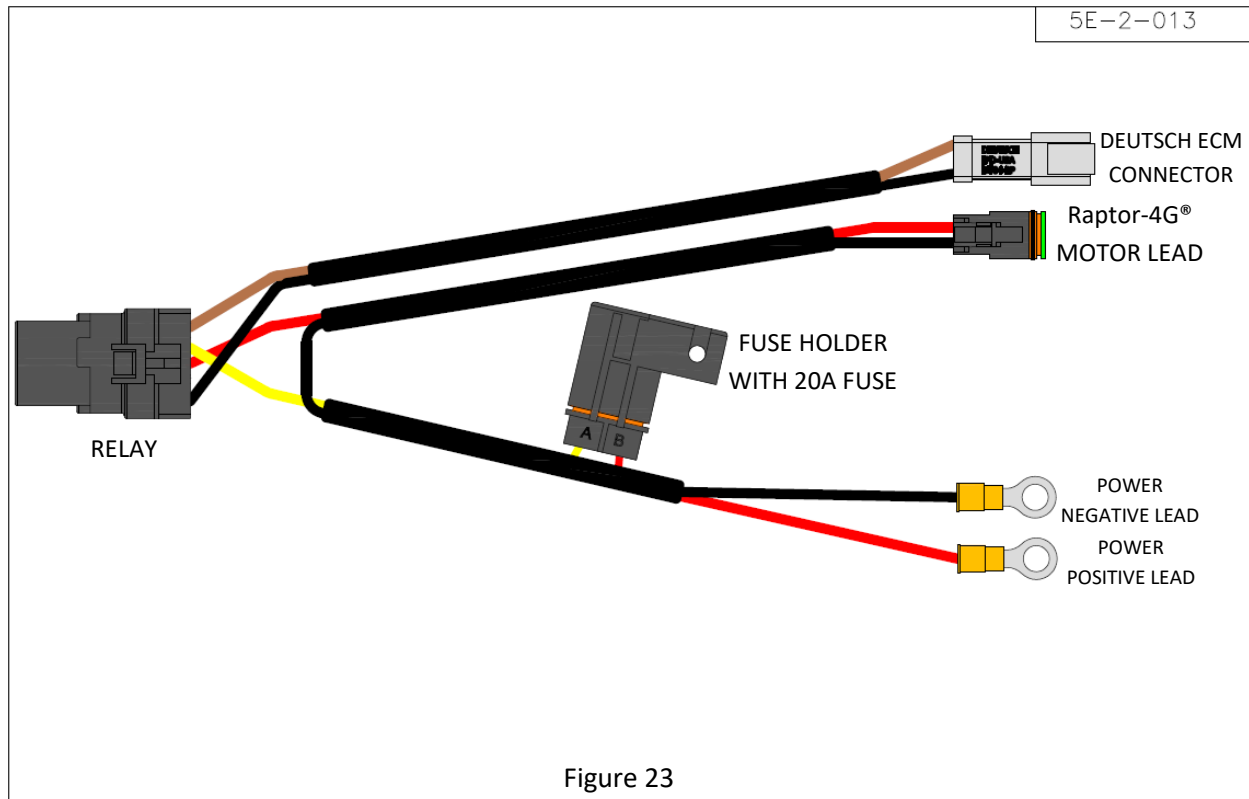 5E-2-013
DEUTSCH ECM
CONNECTOR
Raptor-4G®
MOTOR LEAD
FUSE HOLDER
WITH 20A FUSE
A B
RELAY
POWER
NEGATIVE LEAD
POWER
POSITIVE LEAD
Figure 23